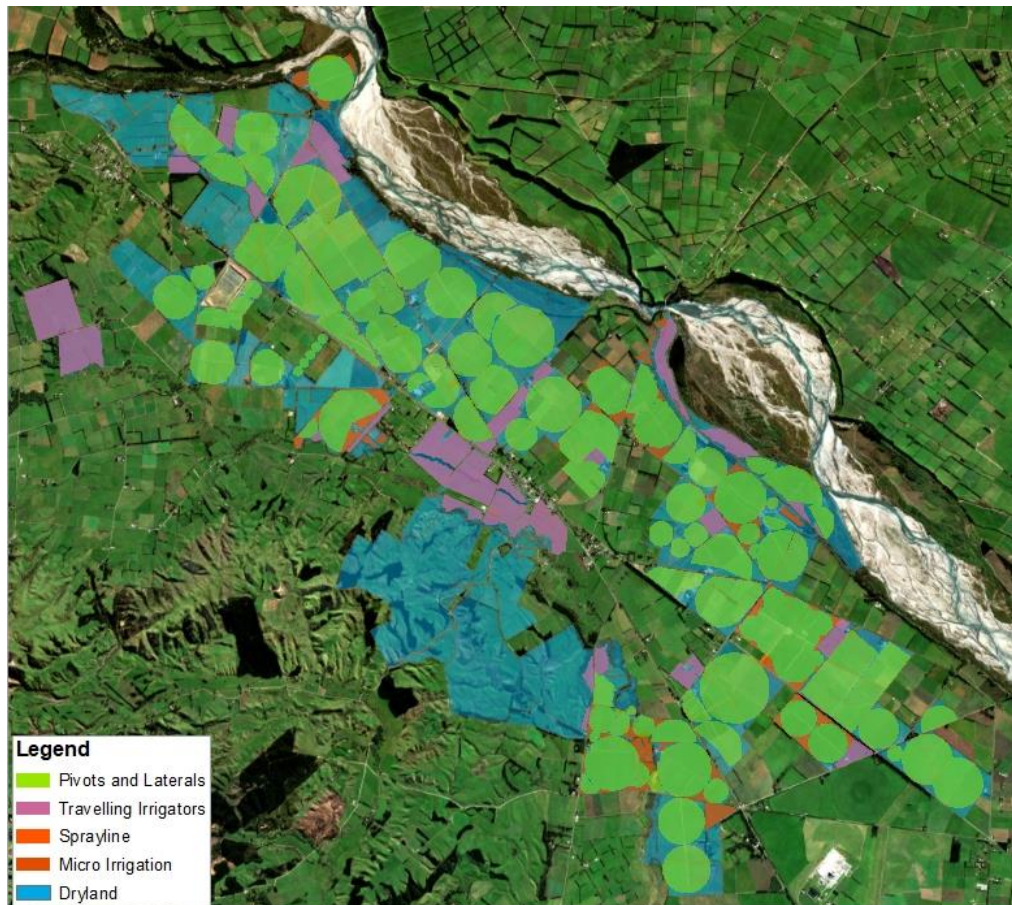 Legend
Pivots and Laterals
Travelling Irrigators
Sprayline
Micro Irrigation
Dryland